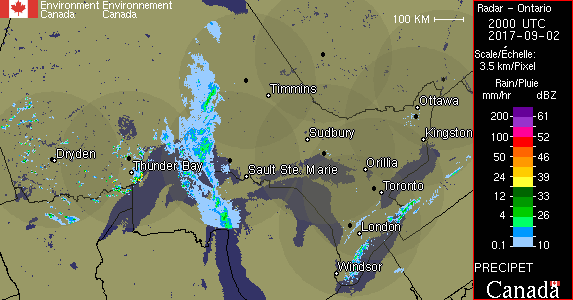 Environment Environnement
Canada Canada
100 KM
Timmins
Ottawa
Sudbury
Kingston
Dryden
Thunder Bay
Sault Ste. Marie
Orillia
Toronto
London
Windsor
Radar - Ontario
2000 UTC
2017-09-02
Scale/Échelle:
3.5 km/Pixel
Rain/Pluie
mm/hr dBZ
200 61
100 56
52
50 46
24 39
12 33
4 26
0.1 10
PRECIPET
Canada